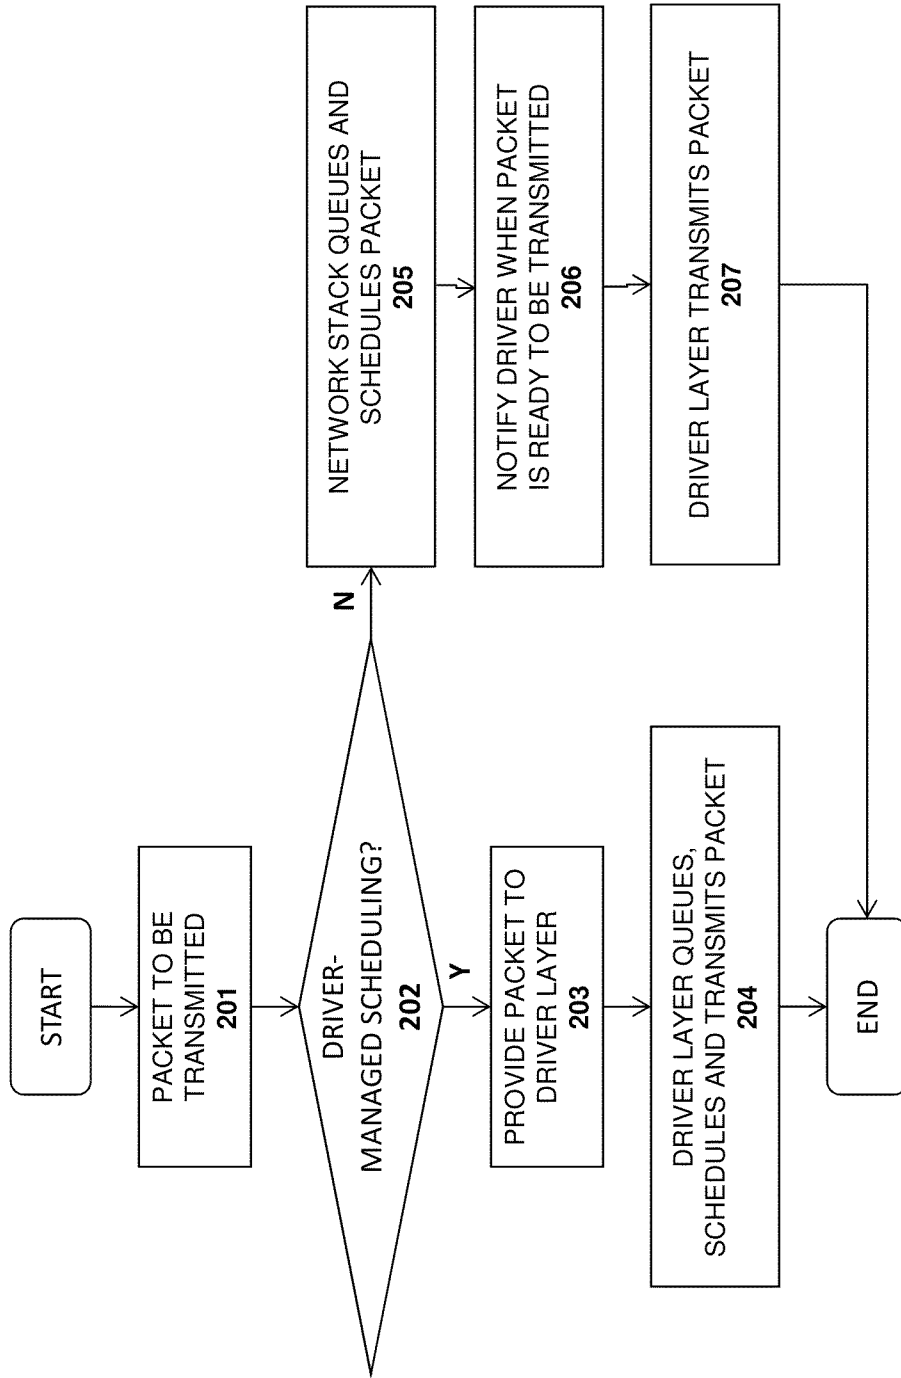 START
PACKET TO BE
TRANSMITTED
201
DRIVER-
MANAGED SCHEDULING?
202
Y
PROVIDE PACKET TO
DRIVER LAYER
203
DRIVER LAYER QUEUES,
SCHEDULES AND TRANSMITS PACKET
204
N
NETWORK STACK QUEUES AND
SCHEDULES PACKET
205
NOTIFY DRIVER WHEN PACKET
IS READY TO BE TRANSMITTED
206
DRIVER LAYER TRANSMITS PACKET
207
END